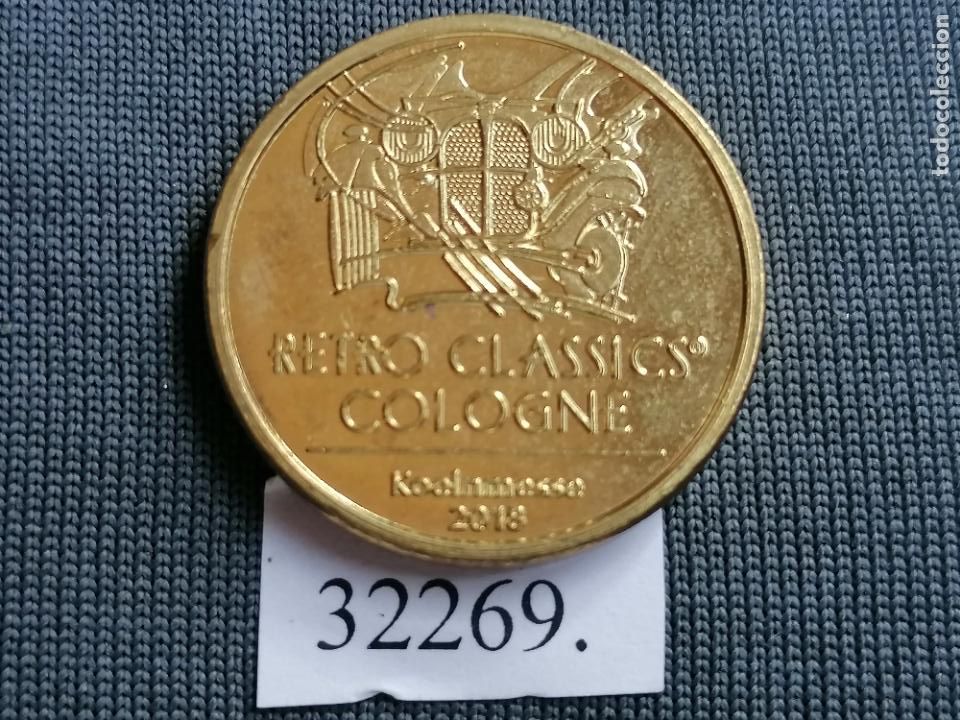 RETRO CLASSICS®
COLOGNE
Koelnmesse
2018
32269.
todocoleccion